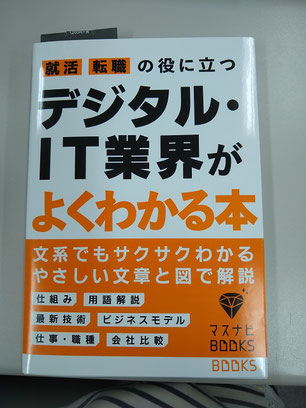 就活 転職 の役に立つ
デジタル・
IT業界が
よくわかる本
文系でもサクサクわかる
やさしい文章と図で解説
仕組み 用語解説
最新技術 ビジネスモデル
仕事・職種 会社比較
マスナビ
BOOKS
BOOKS